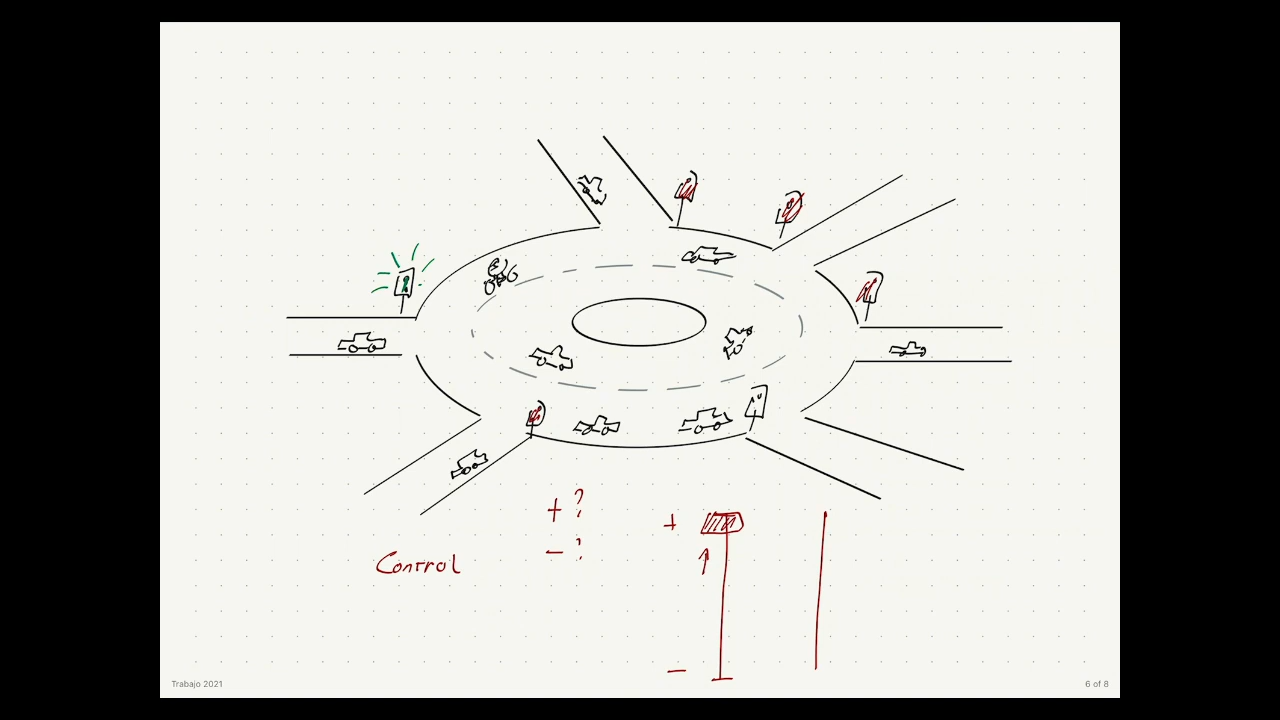 + ?
- ?
+
Control
-
Trabajo 2021
6 of 8